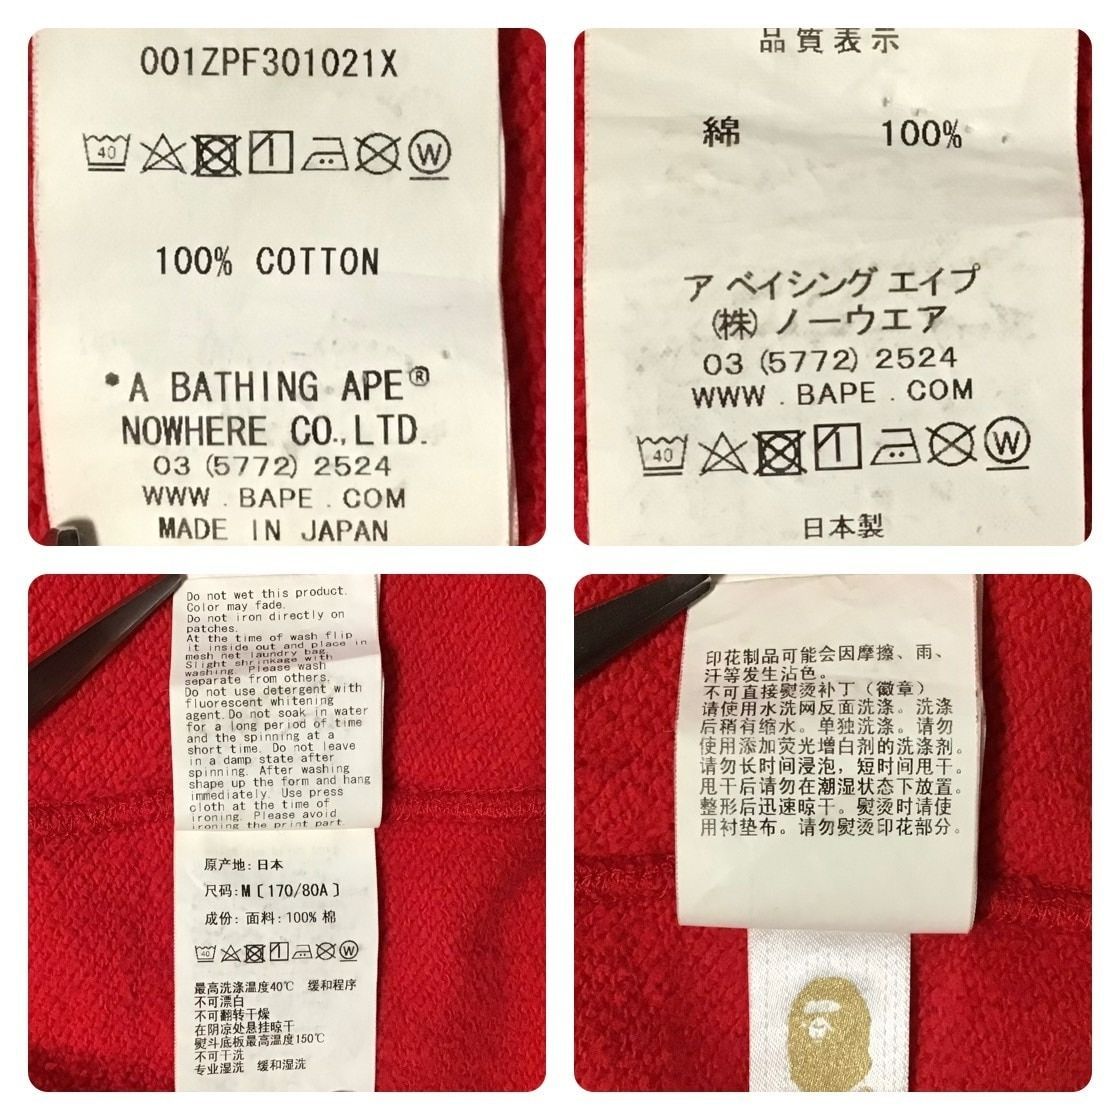 001ZPF301021X
40
W
100% COTTON
*A BATHING APE®
NOWHERE CO.,LTD.
03 (5772) 2524
WWW . BAPE . COM
MADE IN JAPAN
品質表示
綿 100%
ア ベイシング エイプ
(株) ノーウエア
03 (5772) 2524
WWW . BAPE . COM
40
W
日本製
Do not wet this product.
Color may fade.
Do not iron directly on
patches.
At the time of wash flip
it inside out and place in
mesh net laundry bag.
Slight shrinkage with
washing. Please wash
separate from others.
Do not use detergent with
fluorescent whitening
agent.Do not soak in water
for a long period of time
and the spinning at a
short time. Do not leave
in a damp state after
spinning. After washing
shape up the form and hang
immediately. Use press
cloth at the time of
ironing. Please avoid
ironing the print part.
原产地:日本
尺码:M [170/80A]
成份: 面料:100% 棉
40
W
最高洗涤温度40℃ 缓和程序
不可漂白
不可翻转干燥
在阴凉处悬挂晾干
熨斗底板最高温度150℃
不可干洗
专业湿洗 缓和湿洗
印花制品可能会因摩擦、雨、
汗等发生沾色。
不可直接熨烫补丁（徽章）
请使用水洗网反面洗涤。洗涤
后稍有缩水。单独洗涤。请勿
使用添加荧光增白剂的洗涤剂。
请勿长时间浸泡，短时间甩干。
甩干后请勿在潮湿状态下放置。
整形后迅速晾干。熨烫时请使
用衬垫布。请勿熨烫印花部分。